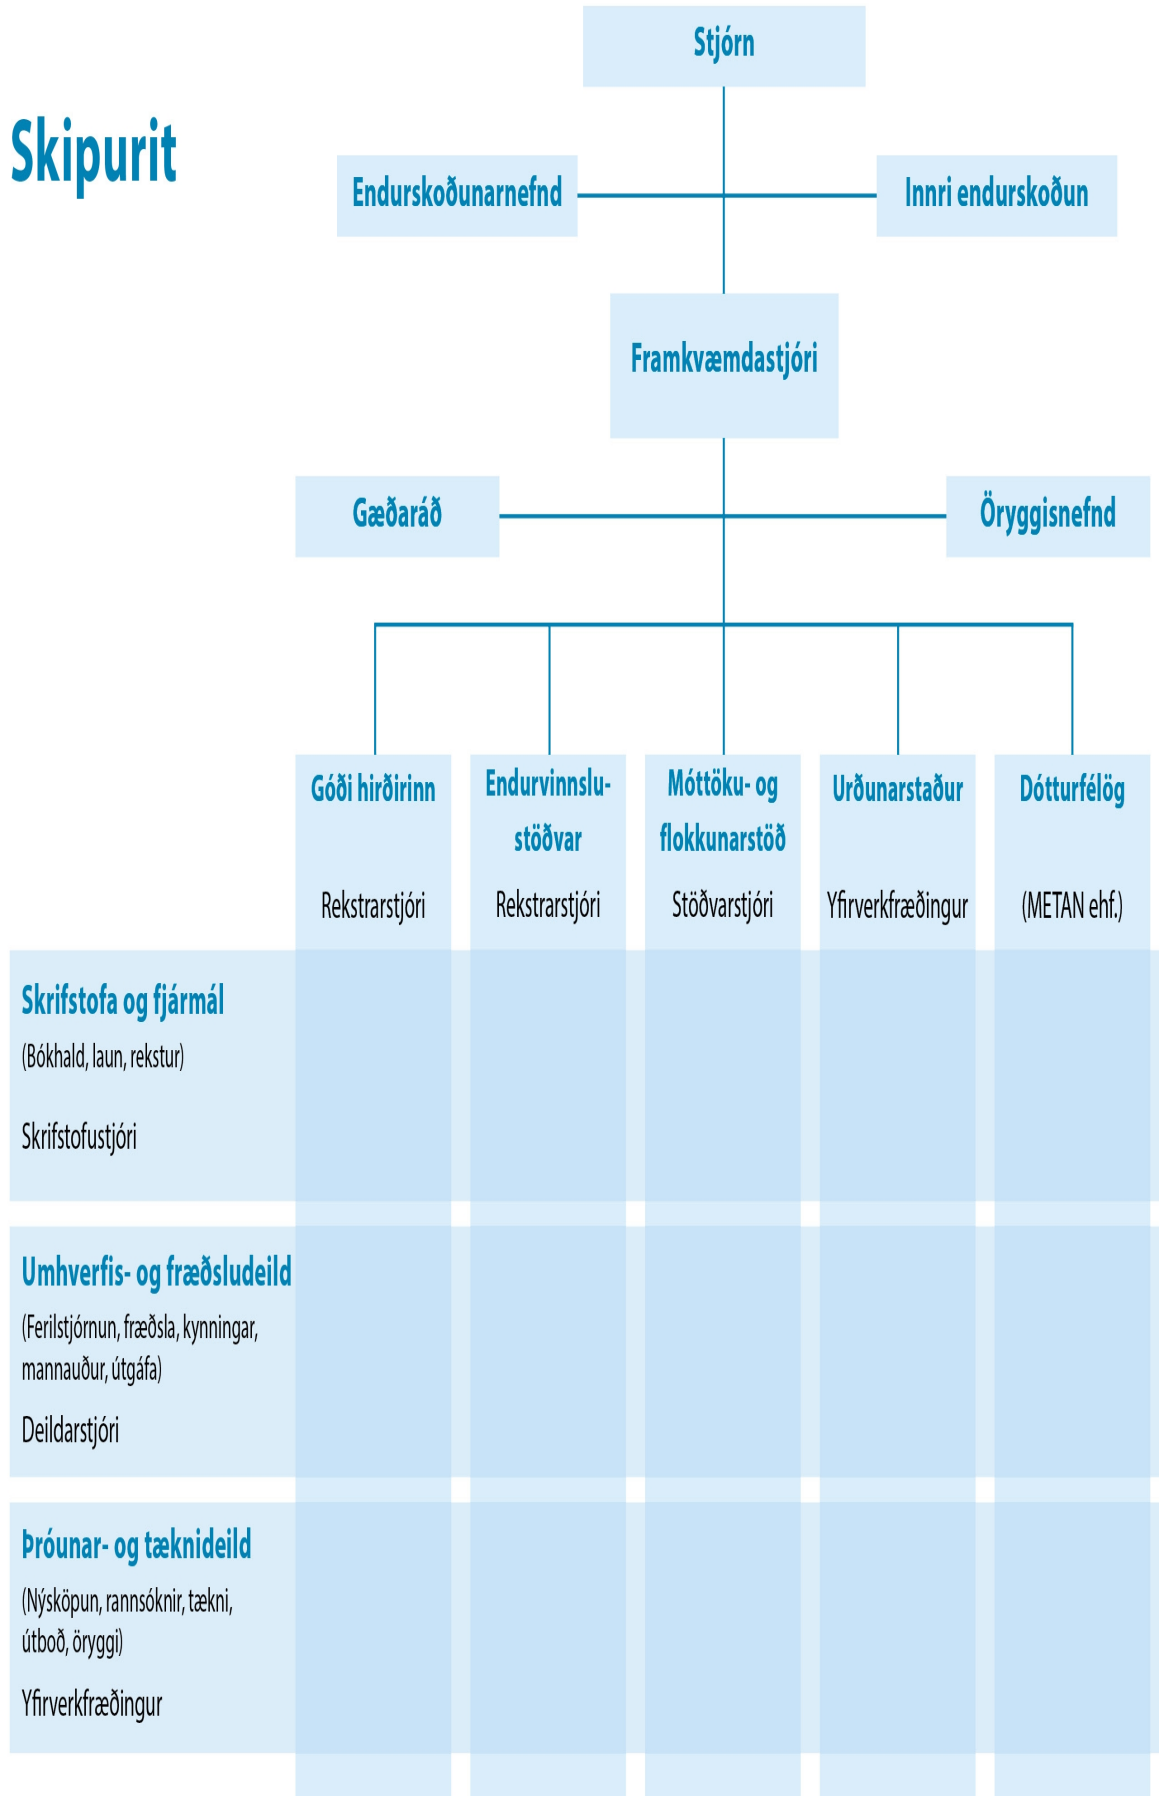 Stjórn
Skipurit
Endurskoðunarnefnd
Innri endurskoðun
Framkvæmdastjóri
Gæðaráð
Öryggisnefnd
Góði hirðirinn
Rekstrarstjóri
Endurvinnslu-
stöðvar
Rekstrarstjóri
Móttöku- og
flokkunarstöð
Stöðvarstjóri
Urðunarstaður
Yfirverkfræðingur
Dótturfélög
(METAN ehf.)
Skrifstofa og fjármál
(Bókhald, laun, rekstur)
Skrifstofustjóri
Umhverfis- og fræðsludeild
(Ferilstjórnun, fræðsla, kynningar,
mannauður, útgáfa)
Deildarstjóri
Þróunar- og tæknideild
(Nýsköpun, rannsóknir, tækni,
útboð, öryggi)
Yfirverkfræðingur